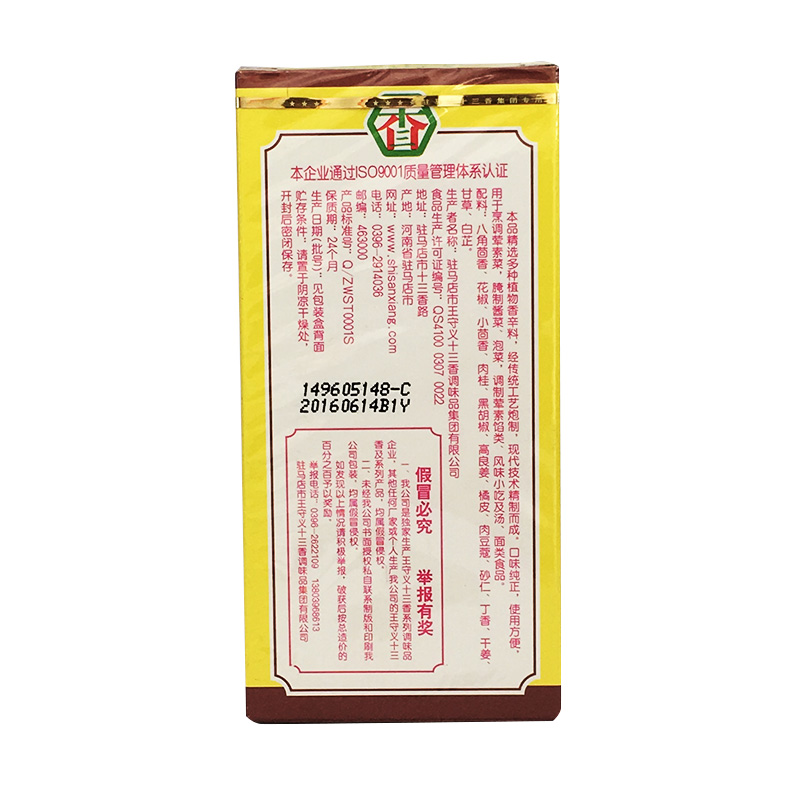 三香集团专用
本企业通过ISO9001质量管理体系认证
本品精选多种植物香辛料，经传统工艺炮制，现代技术精制而成，口味纯正，使用方便，
用于烹调荤素菜，腌制酱菜、泡菜，调制荤素馅类、风味小吃及汤、面类食品。
配料：八角茴香、花椒、小茴香、肉桂、黑胡椒、高良姜、橘皮、肉豆蔻、砂仁、丁香、干姜、
甘草、白芷。
生产者名称：驻马店市王守义十三香调味品集团有限公司
食品生产许可证编号：QS4100 0307 0022
地址：驻马店市十三香路
产地：河南省驻马店市
网址：www.shisanxiang.com
电话：0396-2914036
邮编：463000
产品标准号：Q/ZWST0001S
保质期：24个月
生产日期(批号)：见包装盒背面
贮存条件：请置于阴凉干燥处，
开封后密闭保存。
149605148-C
20160614B1Y
假冒必究 举报有奖
一、我公司是独家生产王守义十三香系列调味品
企业，其他任何厂家或个人生产我公司的王守义十三
香及系列产品，均属假冒侵权。
二、未经我公司书面授权私自联系制版和印刷我
公司包装，均属假冒侵权。
如发现以上情况请积极举报，破获后按总造价的
百分之百予以奖励。
举报电话：0396-2622109 13803968613
驻马店市王守义十三香调味品集团有限公司